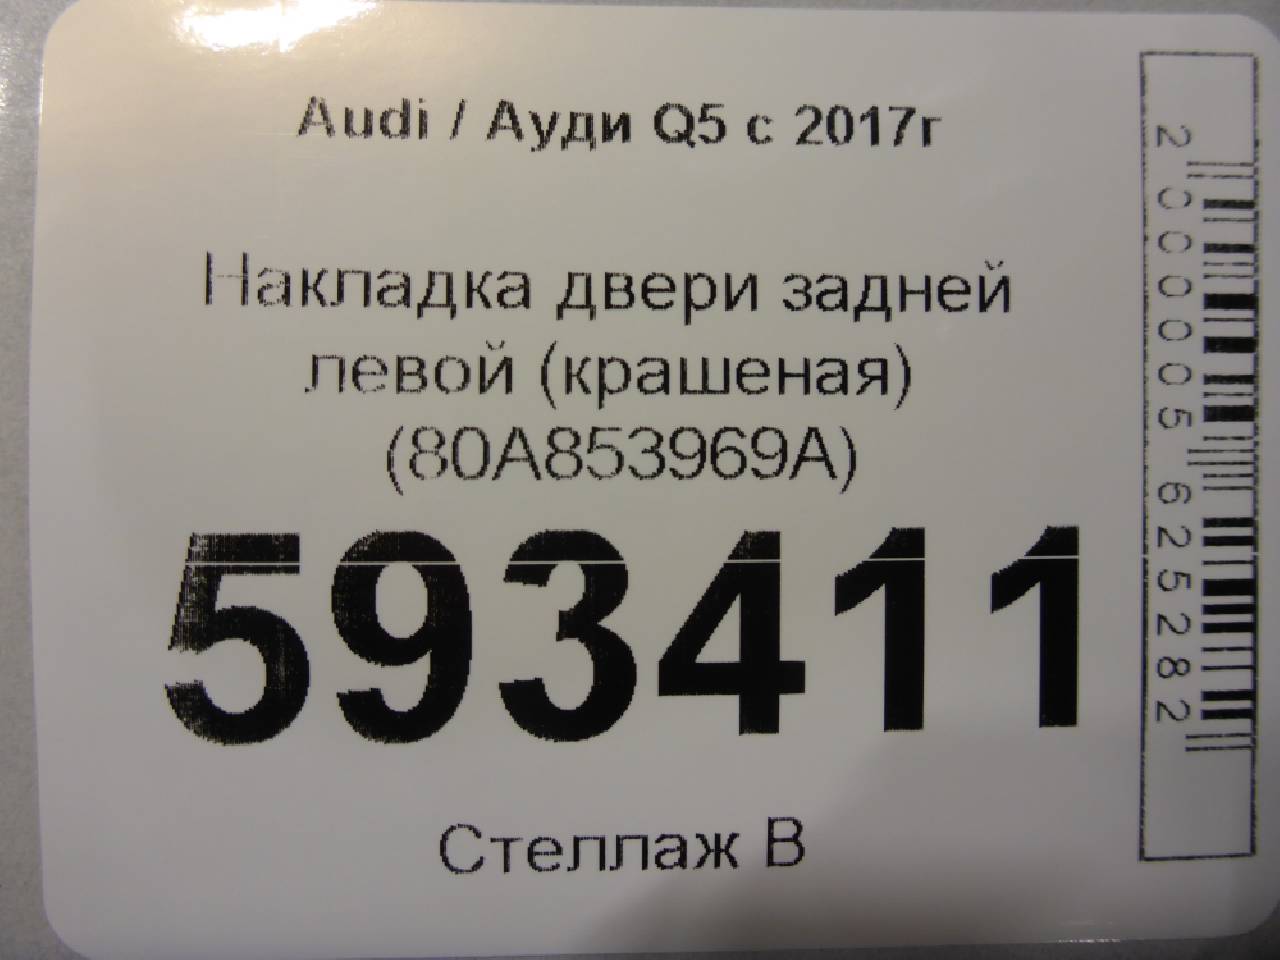 Audi / Ауди Q5 с 2017г
Накладка двери задней
левой (крашеная)
(80A853969A)
593411
Стеллаж В
2000005625282